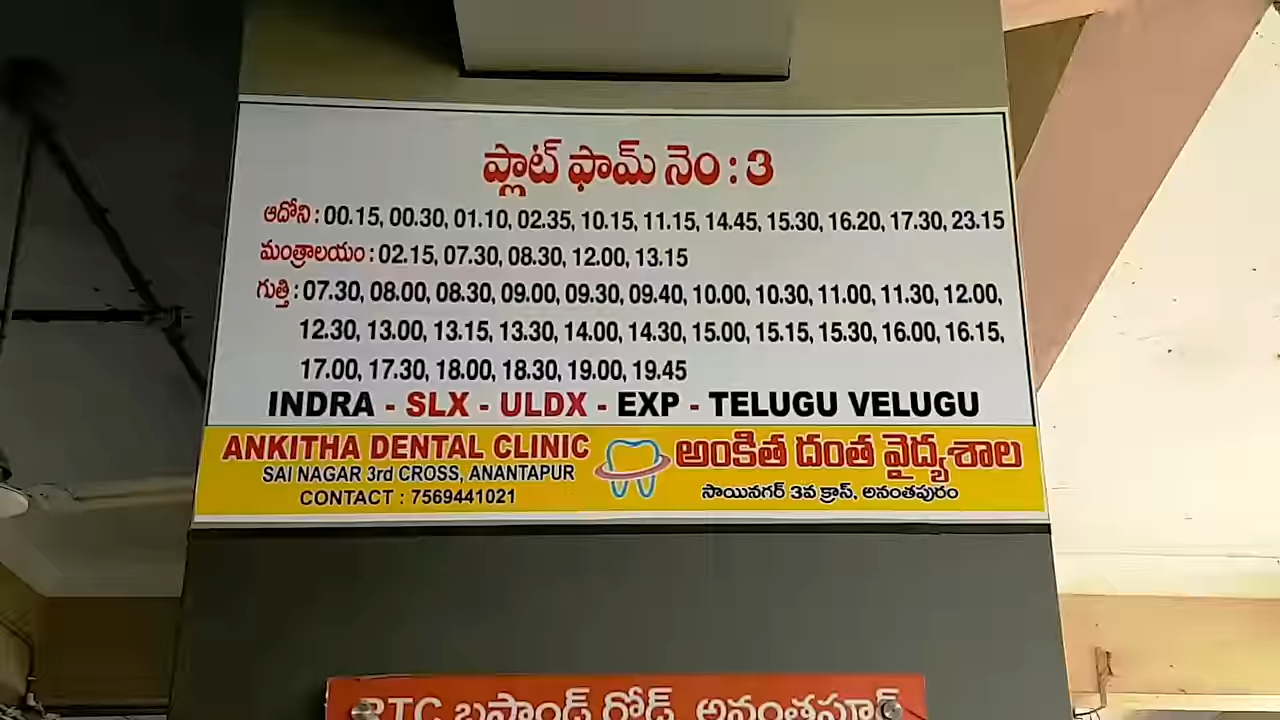 ప్లాట్ ఫామ్ నెం : 3
ఆదోని : 00.15, 00.30, 01.10, 02.35, 10.15, 11.15, 14.45, 15.30, 16.20, 17.30, 23.15
మంత్రాలయం : 02.15, 07.30, 08.30, 12.00, 13.15
గుత్తి : 07.30, 08.00, 08.30, 09.00, 09.30, 09.40, 10.00, 10.30, 11.00, 11.30, 12.00,
12.30, 13.00, 13.15, 13.30, 14.00, 14.30, 15.00, 15.15, 15.30, 16.00, 16.15,
17.00, 17.30, 18.00, 18.30, 19.00, 19.45
INDRA - SLX - ULDX - EXP - TELUGU VELUGU
ANKITHA DENTAL CLINIC
SAI NAGAR 3rd CROSS, ANANTAPUR
CONTACT : 7569441021
అంకిత దంత వైద్యశాల
సాయినగర్ 3వ క్రాస్, అనంతపురం
RTC బస్టాండ్ రోడ్, అనంతపూర్